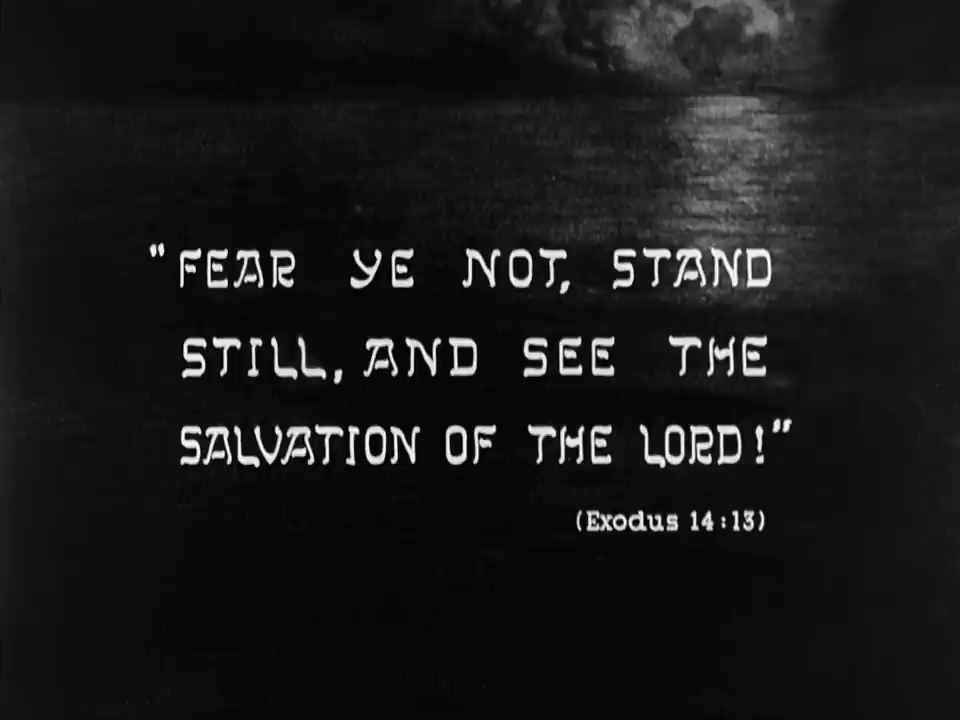 "FEAR YE NOT, STAND
STILL, AND SEE THE
SALVATION OF THE LORD!"
(Exodus 14:13)